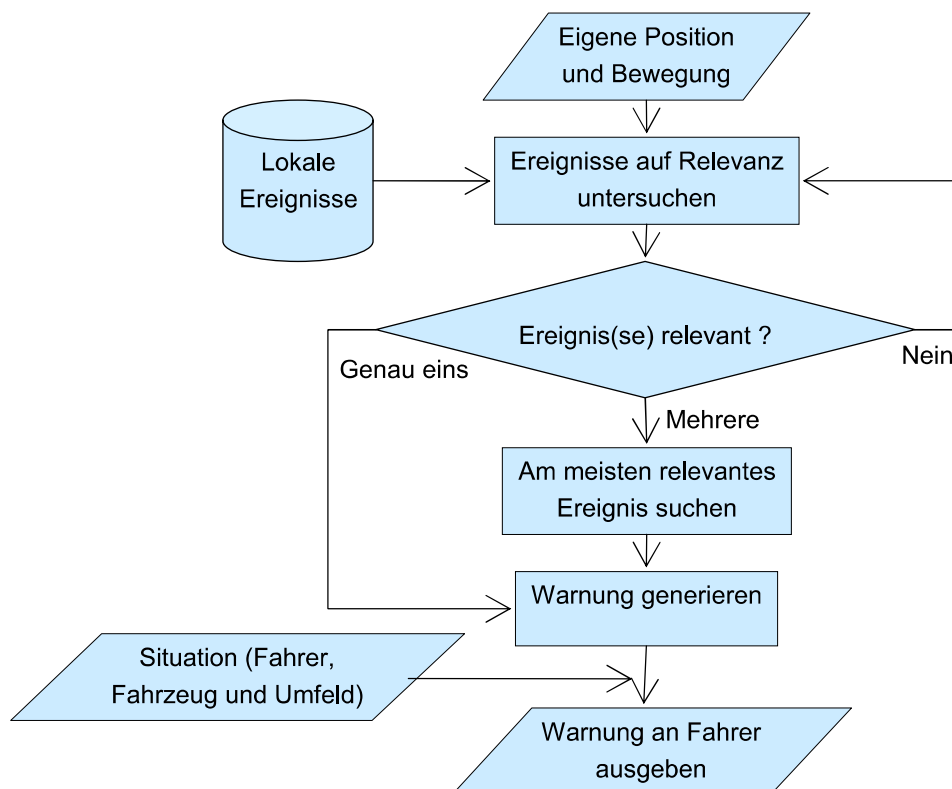 Eigene Position
und Bewegung
Lokale
Ereignisse
Ereignisse auf Relevanz
untersuchen
Ereignis(se) relevant ?
Genau eins
Nein
Mehrere
Am meisten relevantes
Ereignis suchen
Warnung generieren
Situation (Fahrer,
Fahrzeug und Umfeld)
Warnung an Fahrer
ausgeben